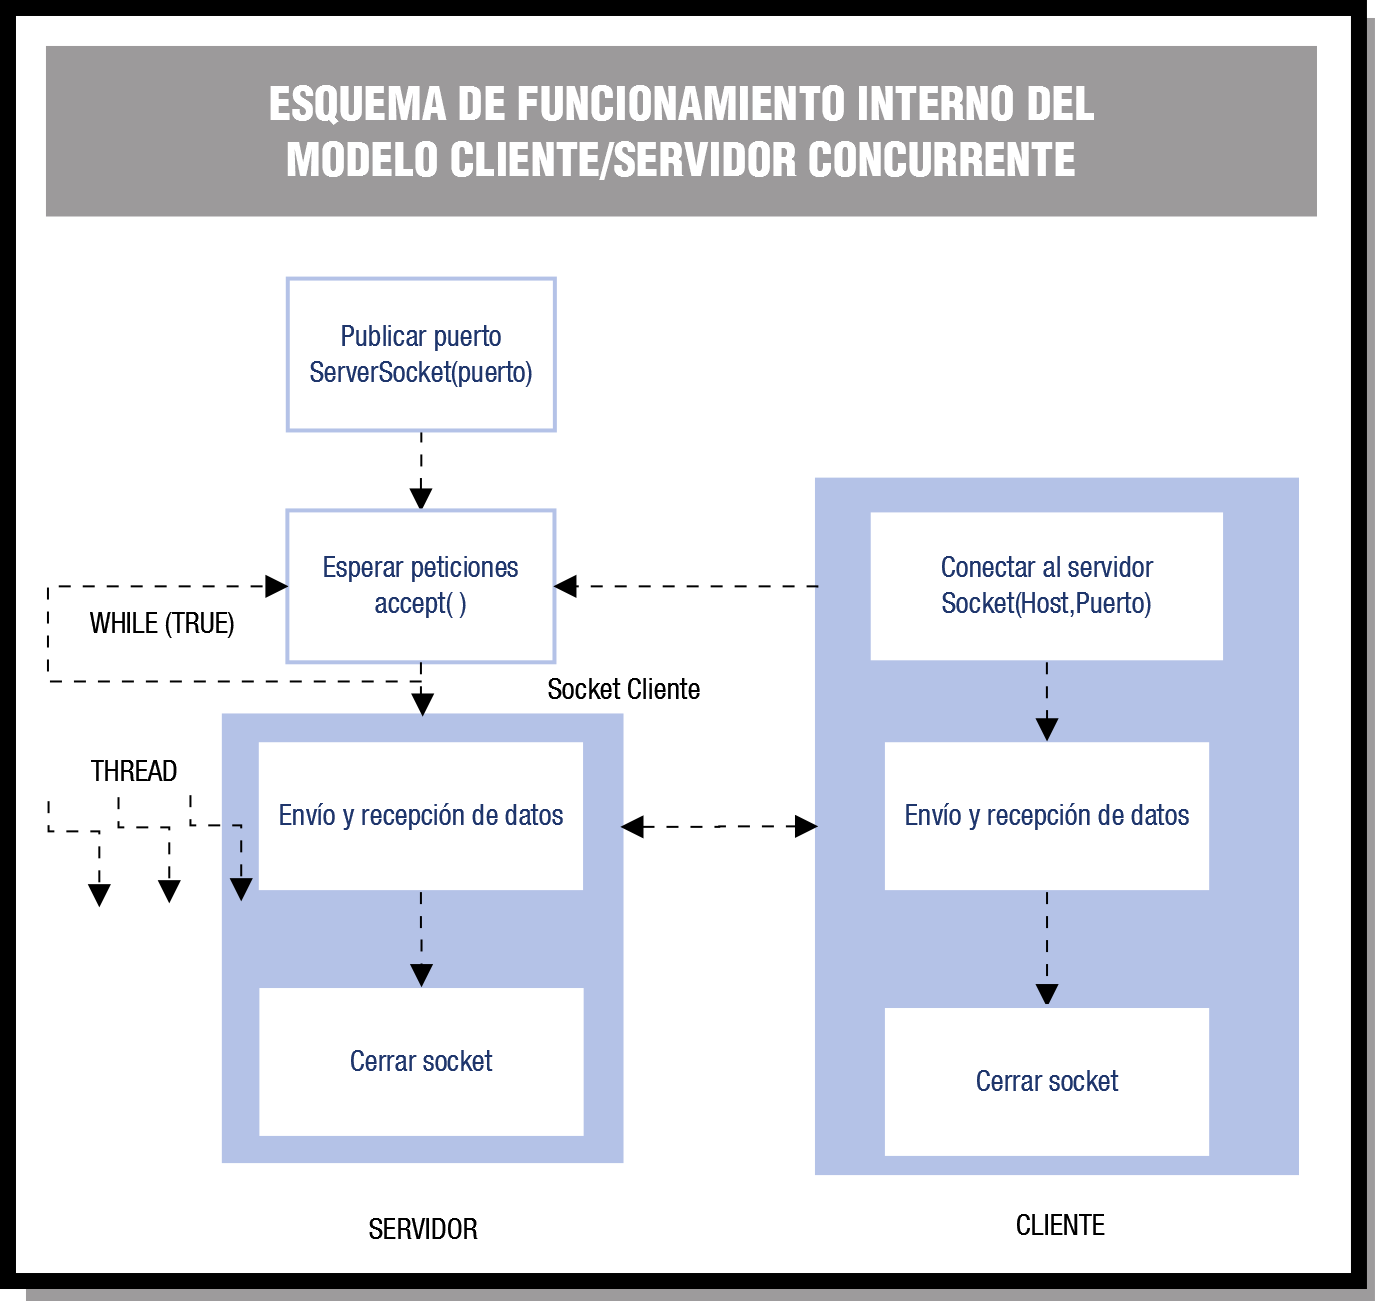 ESQUEMA DE FUNCIONAMIENTO INTERNO DEL
MODELO CLIENTE/SERVIDOR CONCURRENTE
Publicar puerto
ServerSocket(puerto)
Esperar peticiones
accept( )
Conectar al servidor
Socket(Host,Puerto)
WHILE (TRUE)
Socket Cliente
THREAD
Envío y recepción de datos
Envío y recepción de datos
Cerrar socket
Cerrar socket
SERVIDOR
CLIENTE